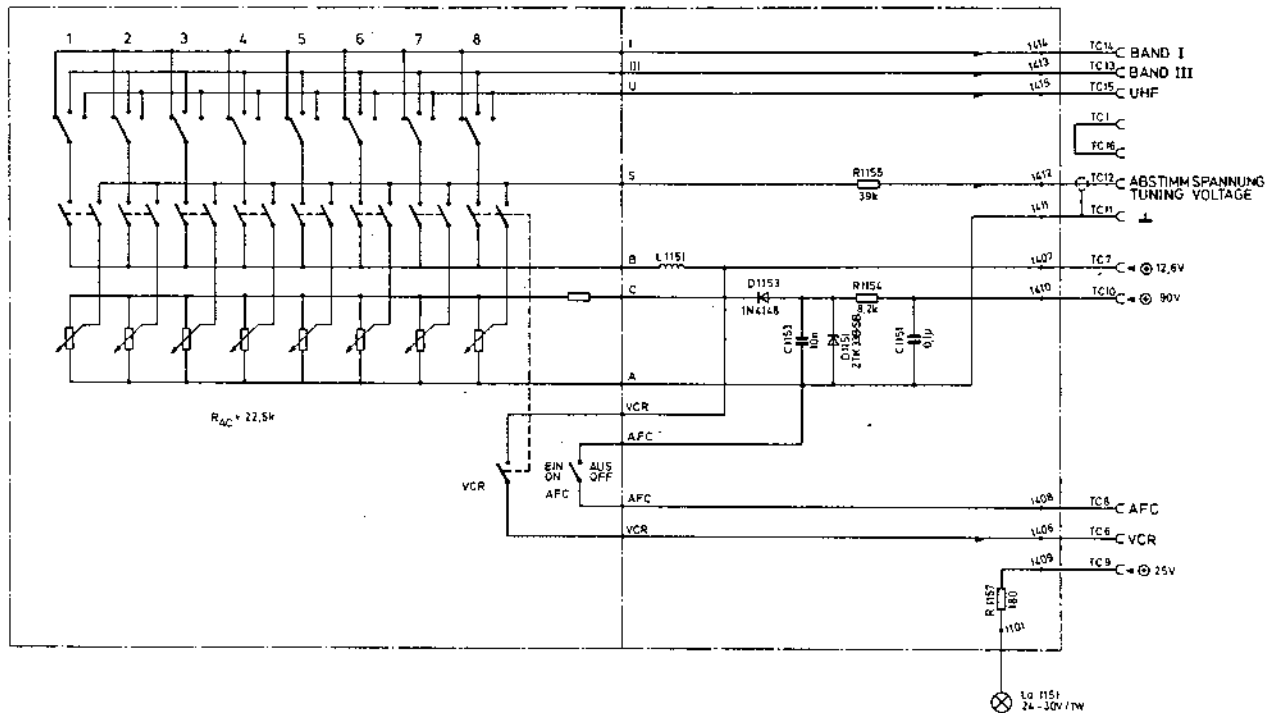 1 2 3 4 5 6 7 8
I 1414 TC14 BAND I
III 1413 TC13 BAND III
U 1415 TC15 UHF
TC1
TC16
S R1155 39k 1412 TC12 ABSTIMMSPANNUNG
TUNING VOLTAGE
1411 TC11
B L1151 1407 TC7 + 12,6V
C D1153 1N4148 R1154 8,2k 1410 TC10 + 90V
C1153 10n
D1151
C1151 0,1µ
A
R AC = 22,5k
VCR
AFC
EIN AUS
ON OFF
VCR AFC
AFC 1408 TC8 AFC
VCR 1406 TC6 VCR
1409 TC9 + 25V
R 1157
180
1101
La 1151
24-30V/1W